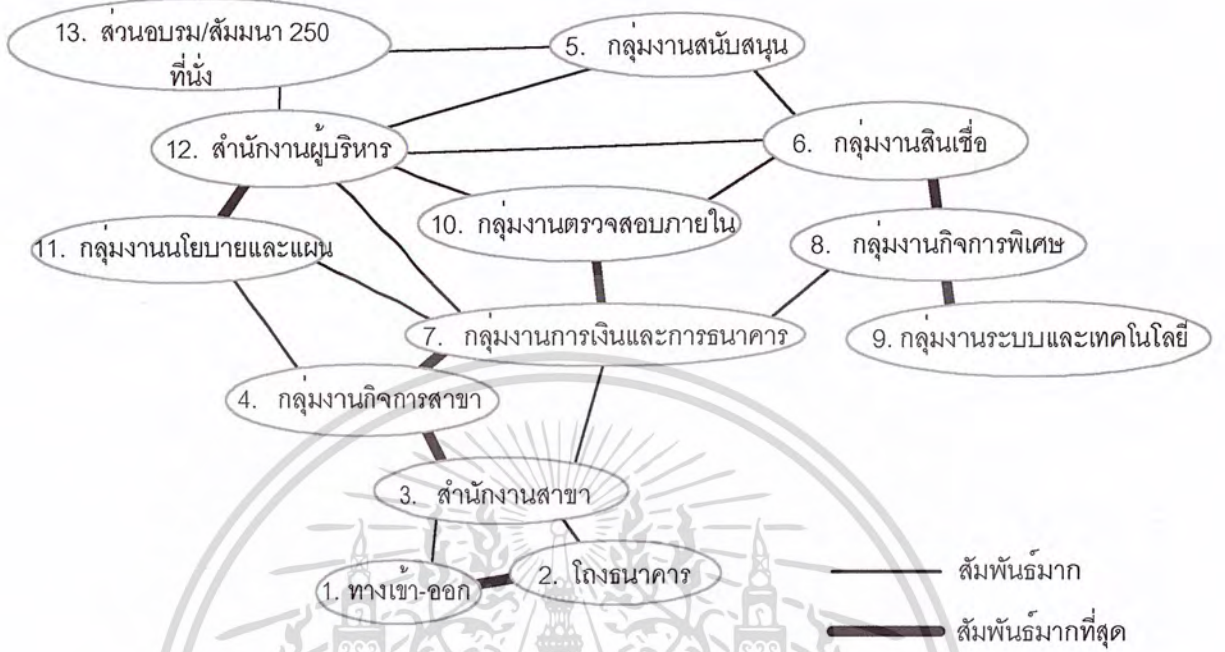 13. ส่วนอบรม/สัมมนา 250
ที่นั่ง
5. กลุ่มงานสนับสนุน
12. สำนักงานผู้บริหาร
6. กลุ่มงานสินเชื่อ
10. กลุ่มงานตรวจสอบภายใน
11. กลุ่มงานนโยบายและแผน
8. กลุ่มงานกิจการพิเศษ
7. กลุ่มงานการเงินและการธนาคาร
9. กลุ่มงานระบบและเทคโนโลยี่
4. กลุ่มงานกิจการสาขา
3. สำนักงานสาขา
1. ทางเข้า-ออก
2. โถงธนาคาร
สัมพันธ์มาก
สัมพันธ์มากที่สุด